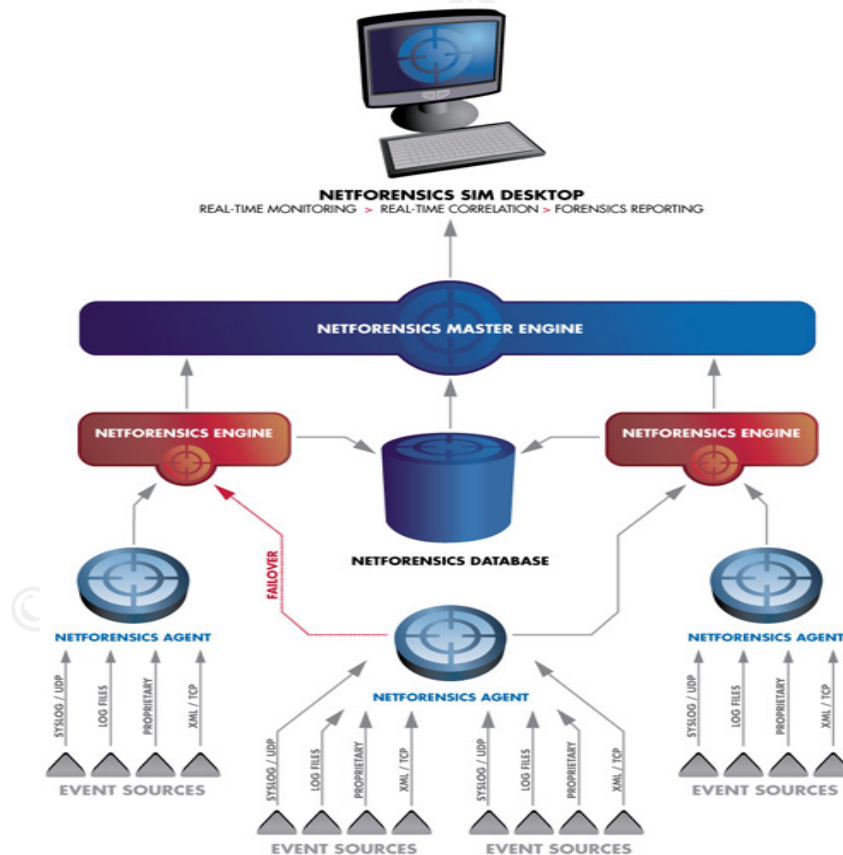 NETFORENSICS SIM DESKTOP
REAL-TIME MONITORING > REAL-TIME CORRELATION > FORENSICS REPORTING
NETFORENSICS MASTER ENGINE
NETFORENSICS ENGINE
NETFORENSICS ENGINE
NETFORENSICS DATABASE
FAILOVER
NETFORENSICS AGENT
NETFORENSICS AGENT
NETFORENSICS AGENT
SYSLOG / UDP
LOG FILES
PROPRIETARY
XML / TCP
EVENT SOURCES
SYSLOG / UDP
LOG FILES
PROPRIETARY
XML / TCP
EVENT SOURCES
SYSLOG / UDP
LOG FILES
PROPRIETARY
XML / TCP
EVENT SOURCES
SYSLOG / UDP
LOG FILES
PROPRIETARY
XML / TCP
EVENT SOURCES